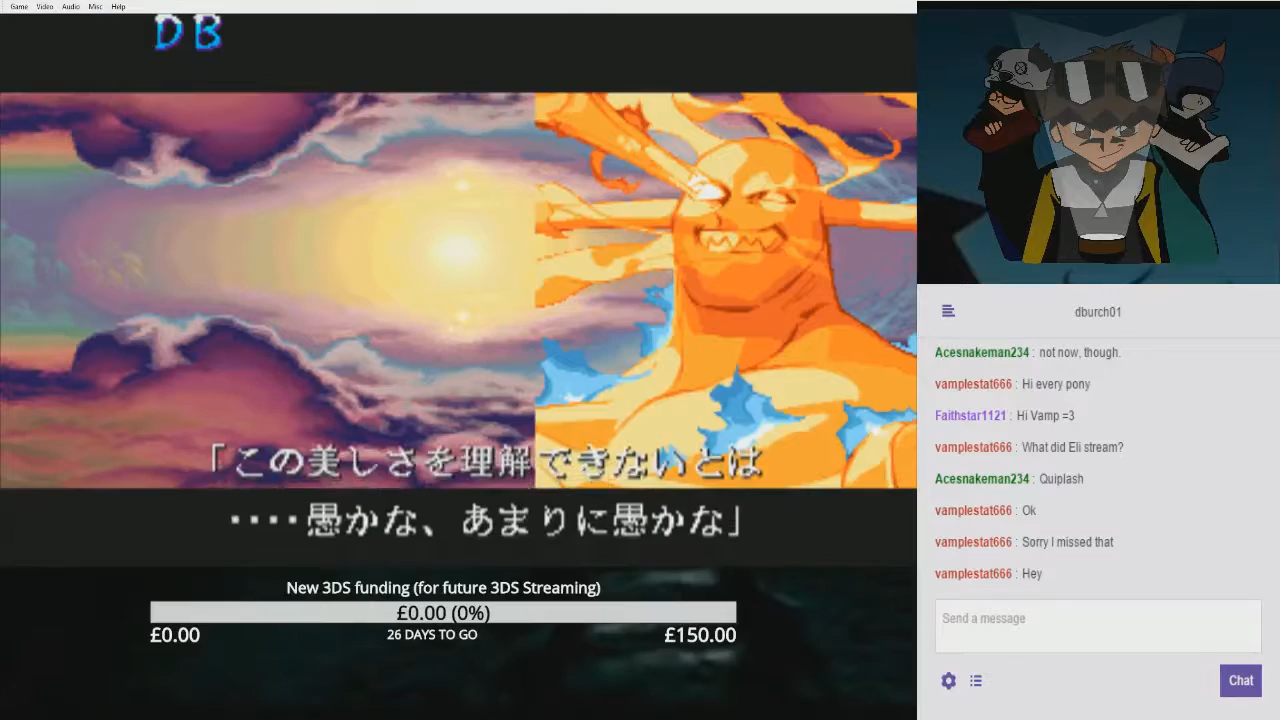 Game Video Audio Misc Help
DB
「この美しさを理解できないとは
････愚かな、あまりに愚かな」
New 3DS funding (for future 3DS Streaming)
£0.00 (0%)
£0.00 26 DAYS TO GO £150.00
dburch01
Acesnakeman234 : not now, though.
vamplestat666 : Hi every pony
Faithstar1121 : Hi Vamp =3
vamplestat666 : What did Eli stream?
Acesnakeman234 : Quiplash
vamplestat666 : Ok
vamplestat666 : Sorry I missed that
vamplestat666 : Hey
Send a message
Chat